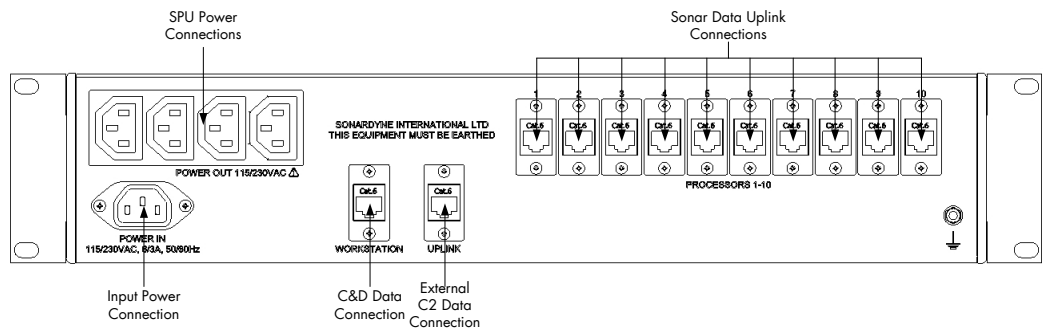 SPU Power
Connections
Sonar Data Uplink
Connections
1 2 3 4 5 6 7 8 9 10
Cat.6 Cat.6 Cat.6 Cat.6 Cat.6 Cat.6 Cat.6 Cat.6 Cat.6 Cat.6
SONARDYNE INTERNATIONAL LTD
THIS EQUIPMENT MUST BE EARTHED
POWER OUT 115/230VAC ⚠
PROCESSORS 1-10
Cat.6 Cat.6
POWER IN
115/230VAC, 6/3A, 50/60Hz
WORKSTATION UPLINK
Input Power
Connection
C&D Data
Connection
External
C2 Data
Connection